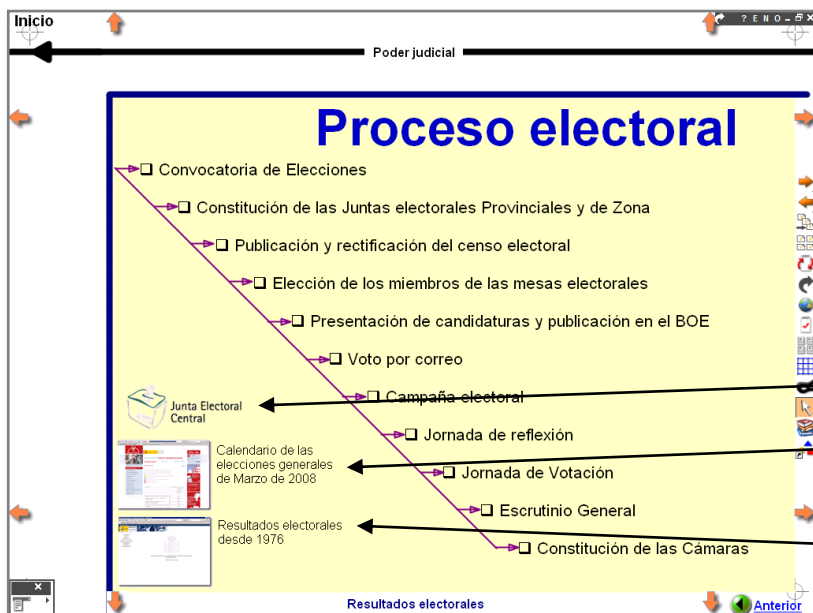 Inicio
? E N O
Poder judicial
Proceso electoral
Convocatoria de Elecciones
Constitución de las Juntas electorales Provinciales y de Zona
Publicación y rectificación del censo electoral
Elección de los miembros de las mesas electorales
Presentación de candidaturas y publicación en el BOE
Voto por correo
Campaña electoral
Junta Electoral
Central
Jornada de reflexión
Calendario de las
elecciones generales
de Marzo de 2008
Jornada de Votación
Escrutinio General
Resultados electorales
desde 1976
Constitución de las Cámaras
Resultados electorales
Anterior